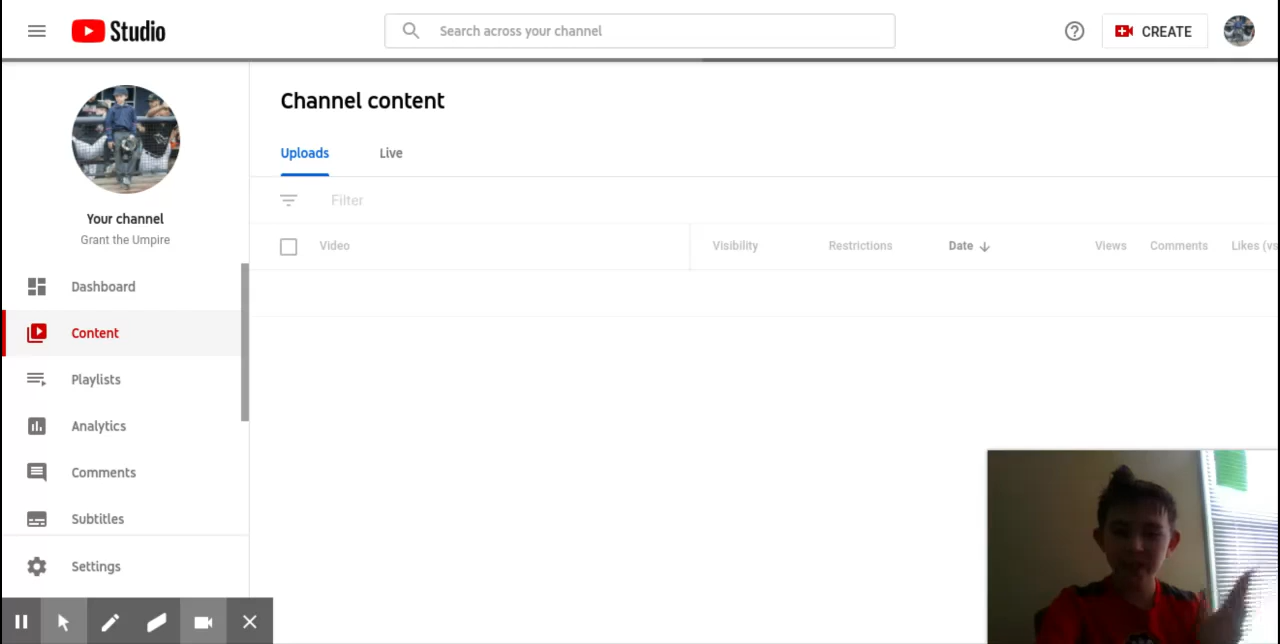 Studio
Search across your channel
CREATE
Channel content
Uploads
Live
Your channel
Grant the Umpire
Filter
Video
Visibility
Restrictions
Date
Views
Comments
Likes (vs
Dashboard
Content
Playlists
Analytics
Comments
Subtitles
Settings